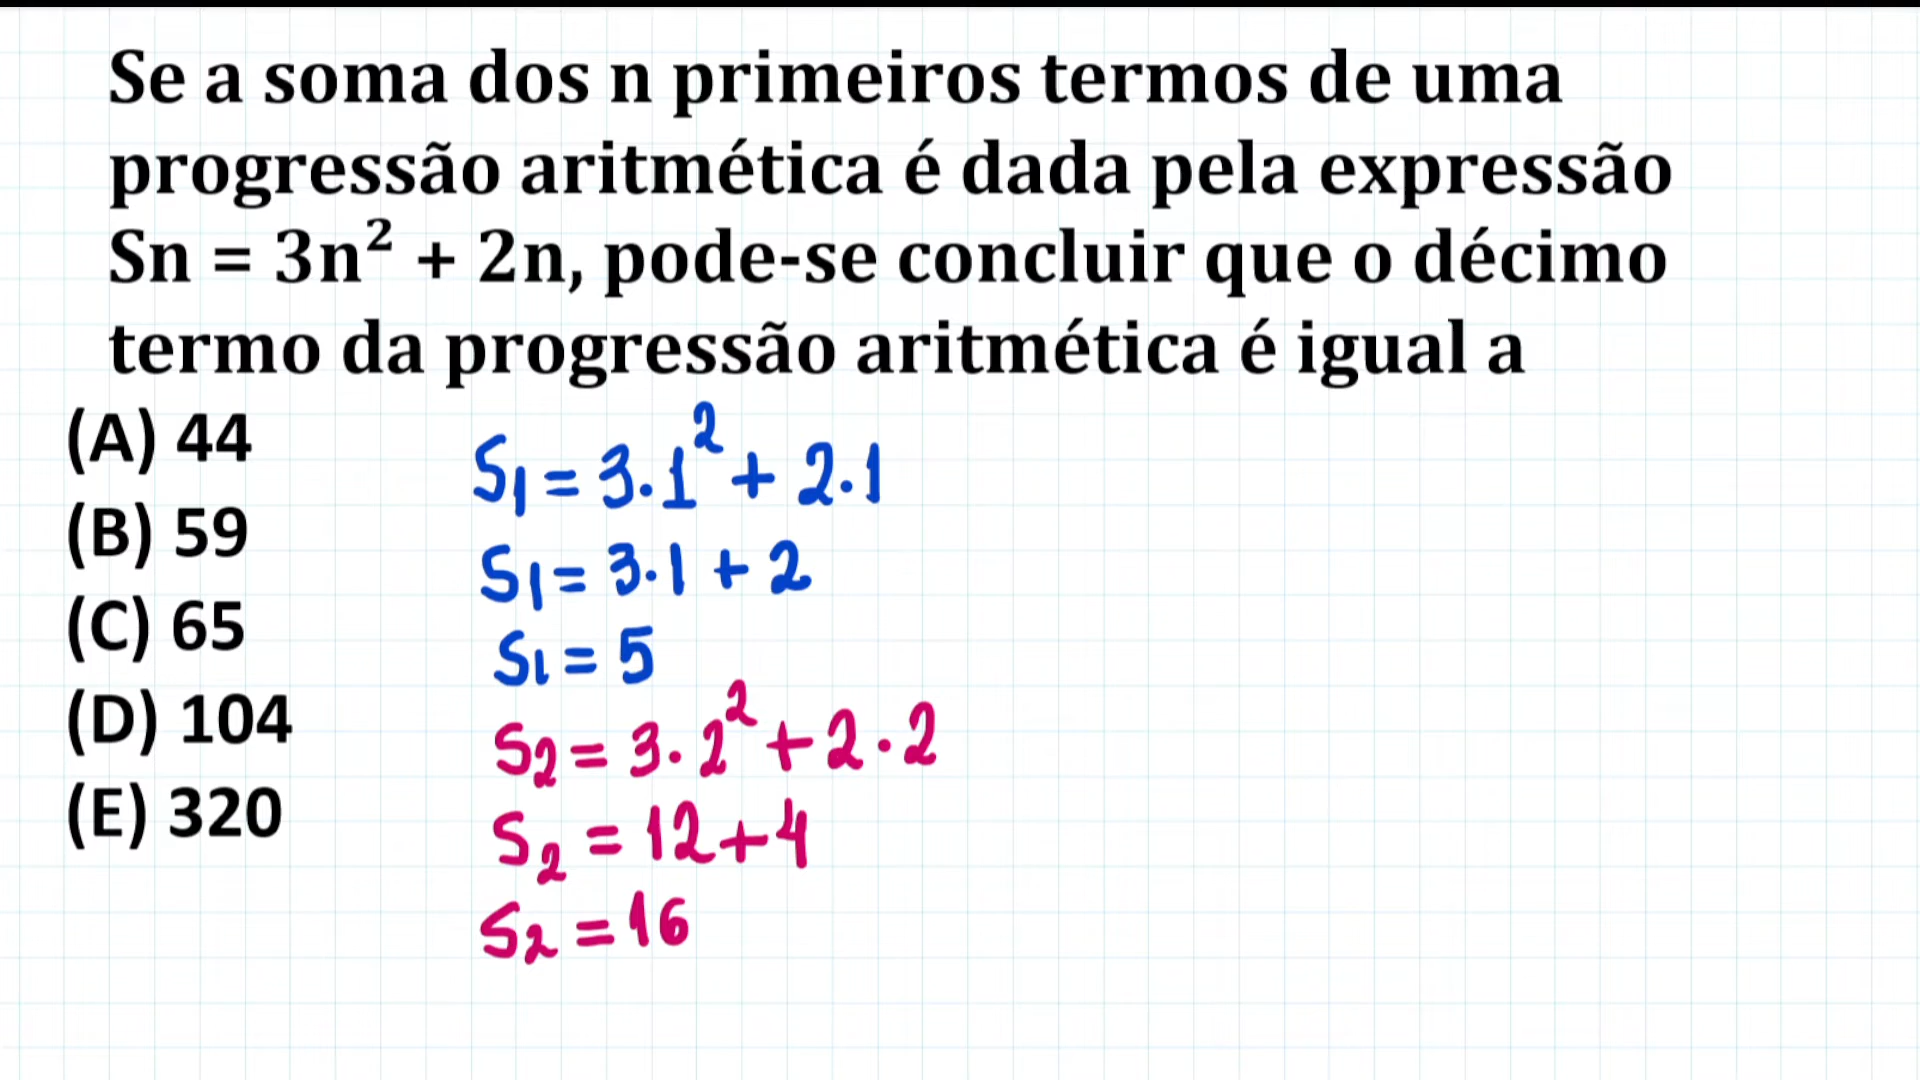 Se a soma dos n primeiros termos de uma
progressão aritmética é dada pela expressão
Sn = 3n² + 2n, pode-se concluir que o décimo
termo da progressão aritmética é igual a
(A) 44
(B) 59
(C) 65
(D) 104
(E) 320
S₁ = 3·1² + 2·1
S₁ = 3·1 + 2
S₁ = 5
S₂ = 3·2² + 2·2
S₂ = 12 + 4
S₂ = 16